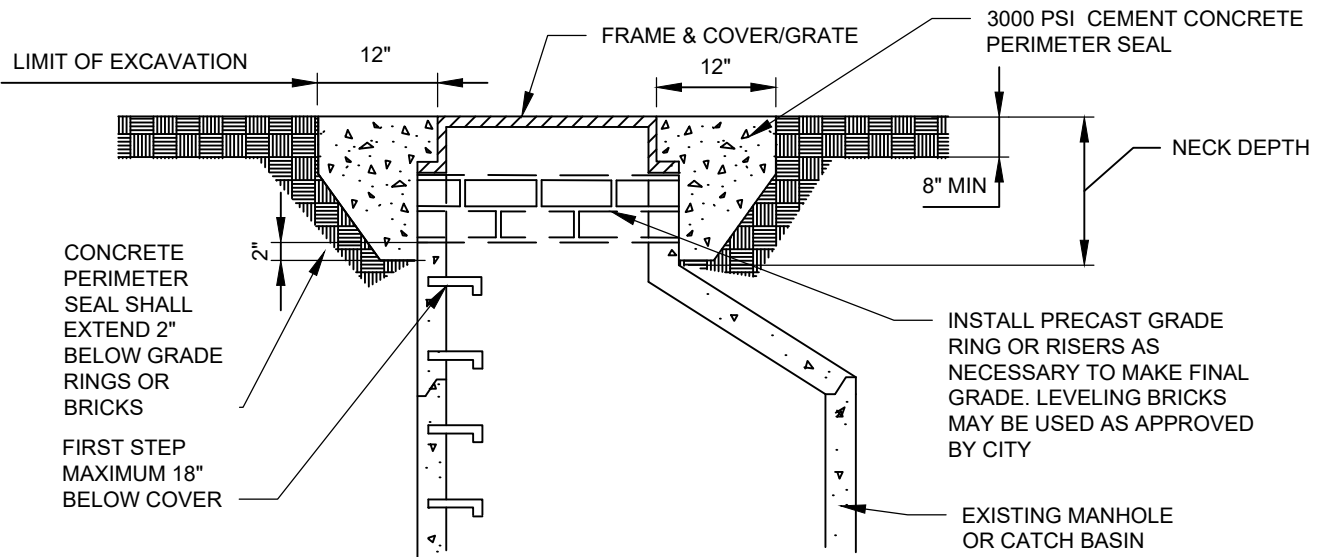 3000 PSI CEMENT CONCRETE
PERIMETER SEAL
FRAME & COVER/GRATE
LIMIT OF EXCAVATION
12"
12"
NECK DEPTH
8" MIN
2"
CONCRETE
PERIMETER
SEAL SHALL
EXTEND 2"
BELOW GRADE
RINGS OR
BRICKS
INSTALL PRECAST GRADE
RING OR RISERS AS
NECESSARY TO MAKE FINAL
GRADE. LEVELING BRICKS
MAY BE USED AS APPROVED
BY CITY
FIRST STEP
MAXIMUM 18"
BELOW COVER
EXISTING MANHOLE
OR CATCH BASIN